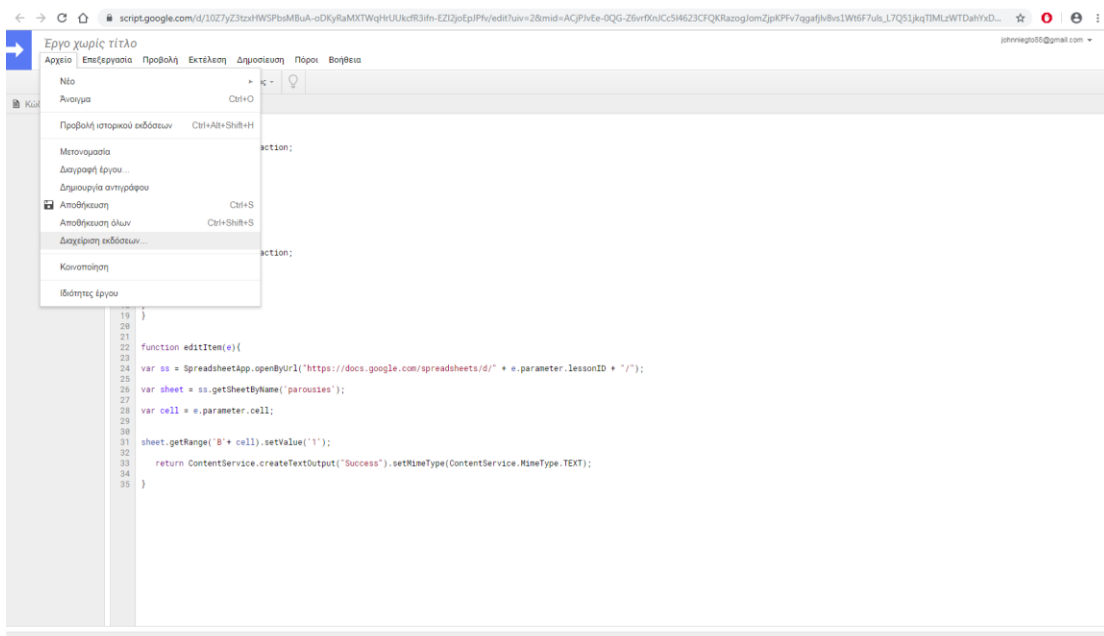 script.google.com/d/10Z7yZ3tzxHWSPbsMBuA-oDKyRaMXTWqHrUUkcfR3ifn-EZI2joEpJPfv/edit?uiv=2&mid=
Έργο χωρίς τίτλο
johnniegto88@gmail.com
Αρχείο Επεξεργασία Προβολή Εκτέλεση Δημοσίευση Πόροι Βοήθεια
Νέο
Άνοιγμα Ctrl+O
Προβολή ιστορικού εκδόσεων Ctrl+Alt+Shift+H
Μετονομασία
Διαγραφή έργου...
Δημιουργία αντιγράφου
Αποθήκευση Ctrl+S
Αποθήκευση όλων Ctrl+Shift+S
Διαχείριση εκδόσεων...
Κοινοποίηση
Ιδιότητες έργου
action;
action;
19 }
20
21
22 function editItem(e){
23
24 var ss = SpreadsheetApp.openByUrl("https://docs.google.com/spreadsheets/d/" + e.parameter.lessonID + "/");
25
26 var sheet = ss.getSheetByName('parousies');
27
28 var cell = e.parameter.cell;
29
30
31 sheet.getRange('B'+ cell).setValue('1');
32
33 return ContentService.createTextOutput("Success").setMimeType(ContentService.MimeType.TEXT);
34
35 }